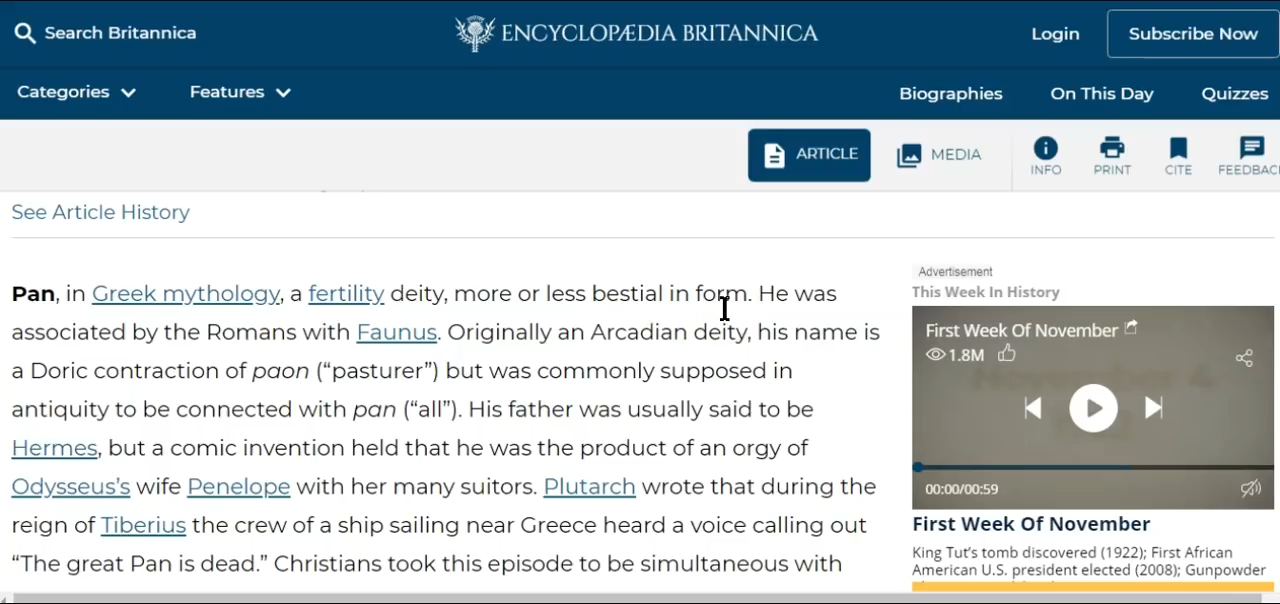 Search Britannica
ENCYCLOPÆDIA BRITANNICA
Login
Subscribe Now
Categories
Features
Biographies
On This Day
Quizzes
ARTICLE
MEDIA
INFO
PRINT
CITE
FEEDBAC
See Article History
Pan, in Greek mythology, a fertility deity, more or less bestial in form. He was
associated by the Romans with Faunus. Originally an Arcadian deity, his name is
a Doric contraction of paon (“pasturer”) but was commonly supposed in
antiquity to be connected with pan (“all”). His father was usually said to be
Hermes, but a comic invention held that he was the product of an orgy of
Odysseus’s wife Penelope with her many suitors. Plutarch wrote that during the
reign of Tiberius the crew of a ship sailing near Greece heard a voice calling out
“The great Pan is dead.” Christians took this episode to be simultaneous with
Advertisement
This Week In History
First Week Of November
1.8M
00:00/00:59
First Week Of November
King Tut’s tomb discovered (1922); First African
American U.S. president elected (2008); Gunpowder